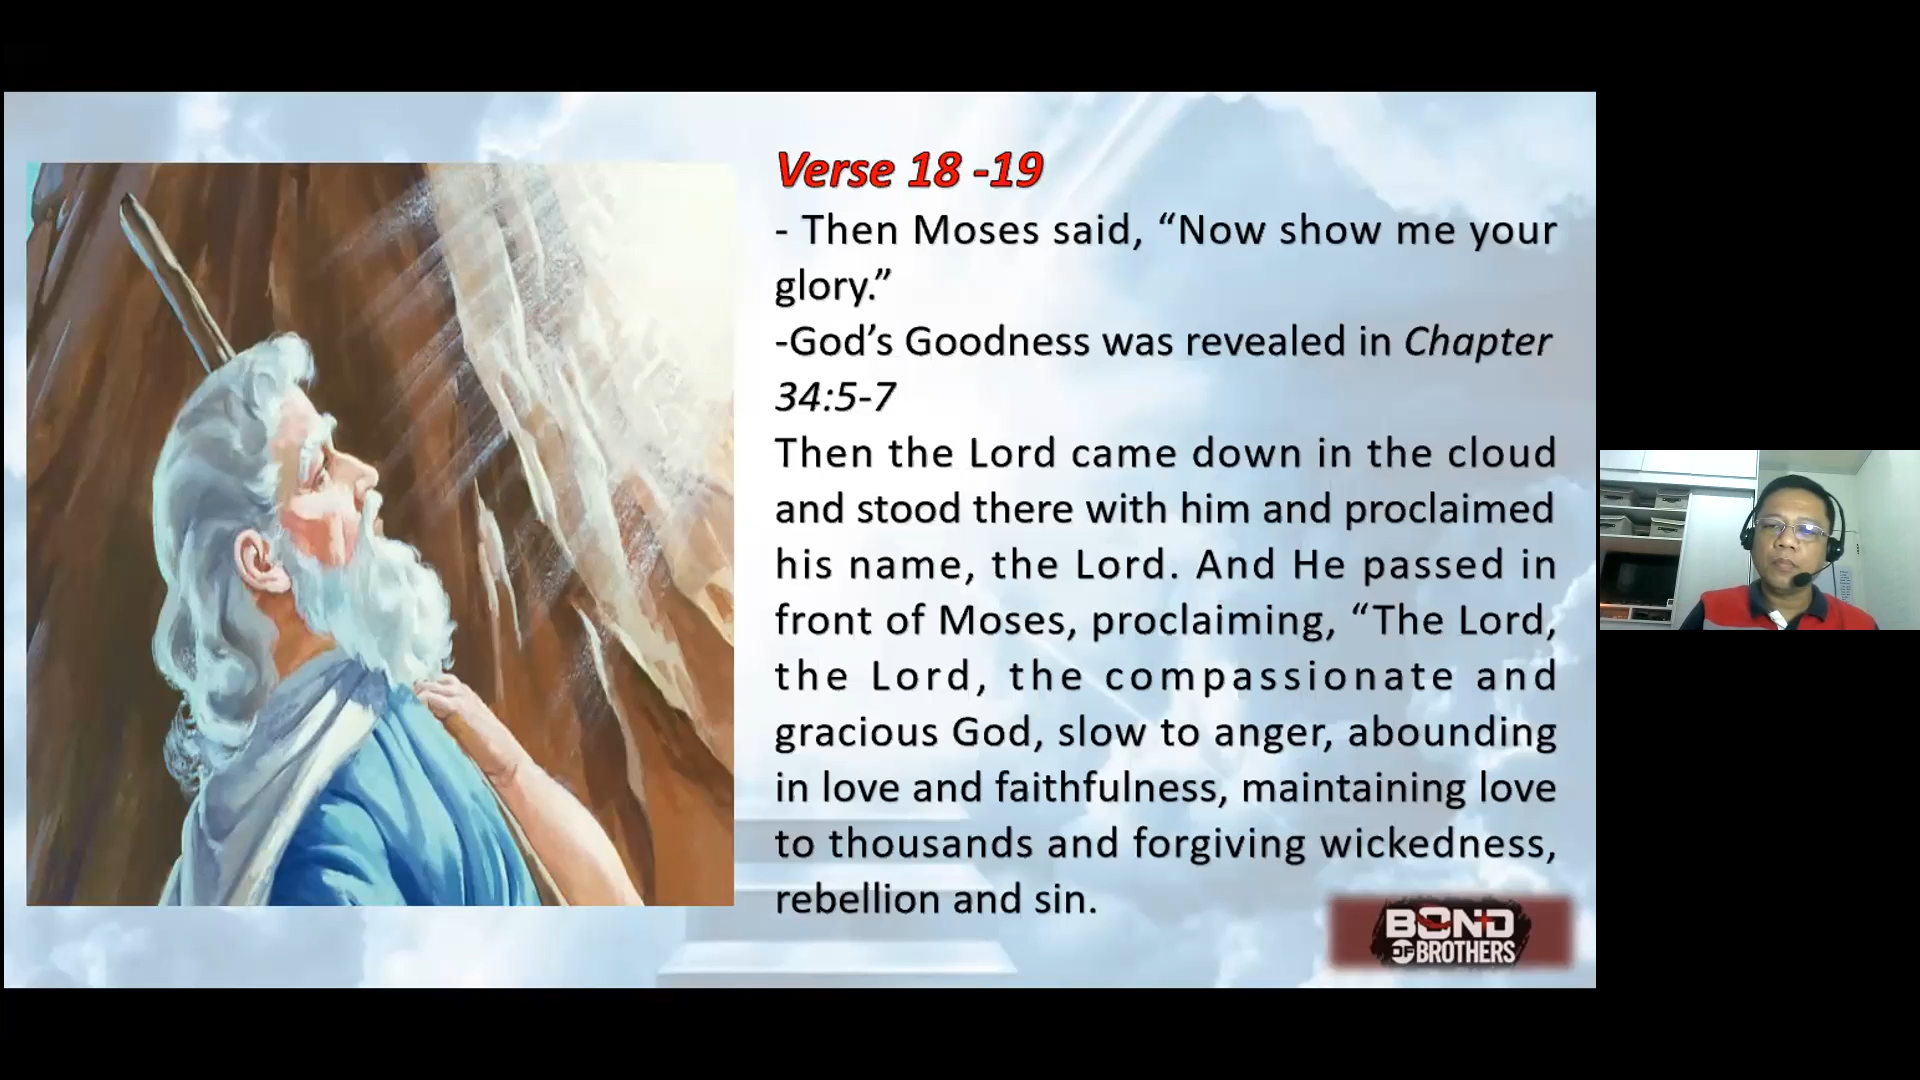 Verse 18 -19
- Then Moses said, “Now show me your
glory.”
-God’s Goodness was revealed in Chapter
34:5-7
Then the Lord came down in the cloud
and stood there with him and proclaimed
his name, the Lord. And He passed in
front of Moses, proclaiming, “The Lord,
the Lord, the compassionate and
gracious God, slow to anger, abounding
in love and faithfulness, maintaining love
to thousands and forgiving wickedness,
rebellion and sin.
BOND
OF BROTHERS